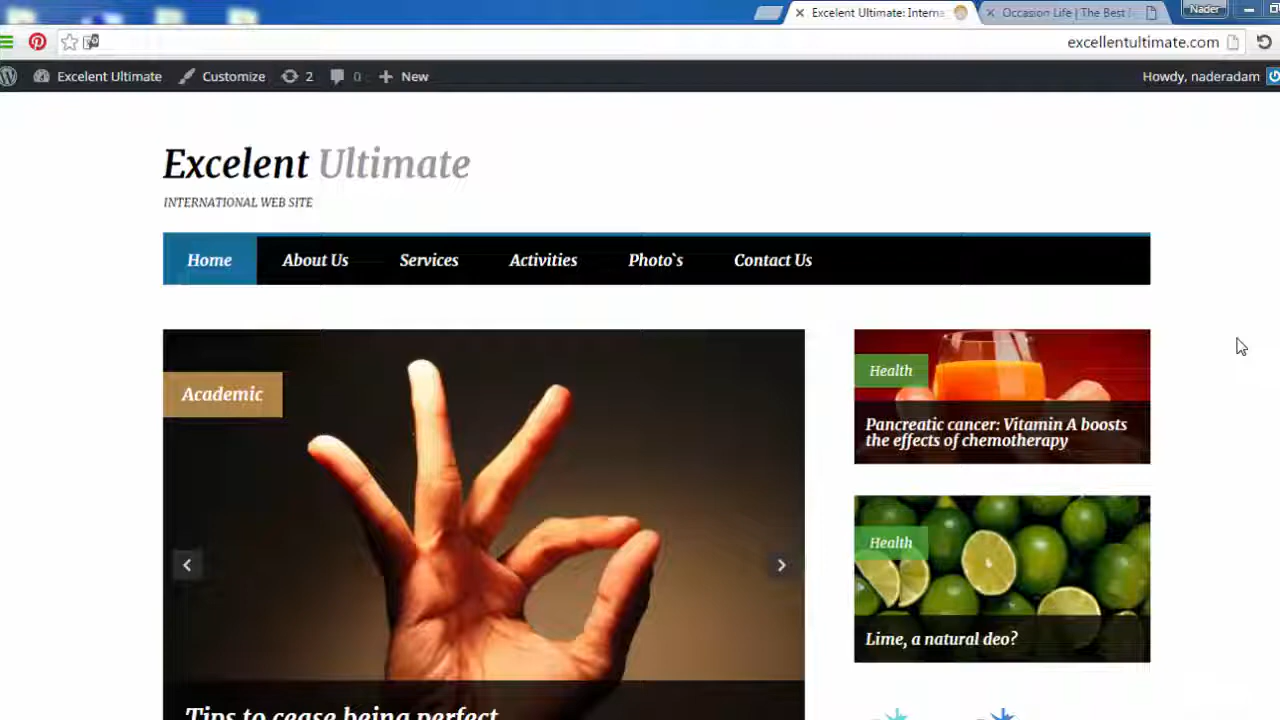 Excelent Ultimate: Interna
Occasion Life | The Best
Nader
excellentultimate.com
Excelent Ultimate
Customize
2
0
New
Howdy, naderadam
Excelent Ultimate
INTERNATIONAL WEB SITE
Home
About Us
Services
Activities
Photo`s
Contact Us
Academic
Tips to cease being perfect
Health
Pancreatic cancer: Vitamin A boosts
the effects of chemotherapy
Health
Lime, a natural deo?